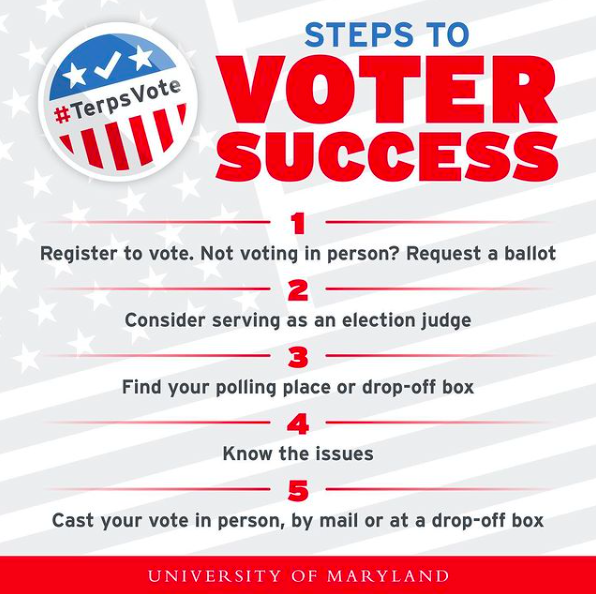 #TerpsVote
STEPS TO
VOTER
SUCCESS
1
Register to vote. Not voting in person? Request a ballot
2
Consider serving as an election judge
3
Find your polling place or drop-off box
4
Know the issues
5
Cast your vote in person, by mail or at a drop-off box
UNIVERSITY OF MARYLAND